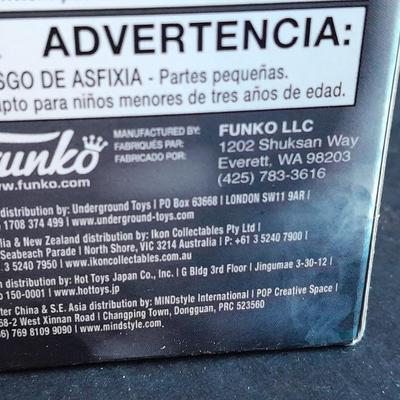 ADVERTENCIA:
SGO DE ASFIXIA - Partes pequeñas.
pto para niños menores de tres años de edad.
Funko
www.funko.com
MANUFACTURED BY:
FABRIQUÉS PAR:
FABRICADO POR:
FUNKO LLC
1202 Shuksan Way
Everett, WA 98203
(425) 783-3616
distribution by: Underground Toys | PO Box 63668 | LONDON SW11 9AR |
1708 374 499 | www.underground-toys.com
lia & New Zealand distribution by: Ikon Collectables Pty Ltd |
Seabeach Parade | North Shore, VIC 3214 Australia | P: +61 3 5240 7900
3 5240 7950 | www.ikoncollectables.com.au
n distribution by: Hot Toys Japan Co., Inc. | G Bldg 3rd Floor | Jingumae 3-30-12 |
150-0001 | www.hottoys.jp
ter China & S.E. Asia distribution by: MINDstyle International | POP Creative Space |
68-2 West Xinnan Road | Changping Town, Dongguan, PRC 523560
86) 769 8109 9090 | www.mindstyle.com